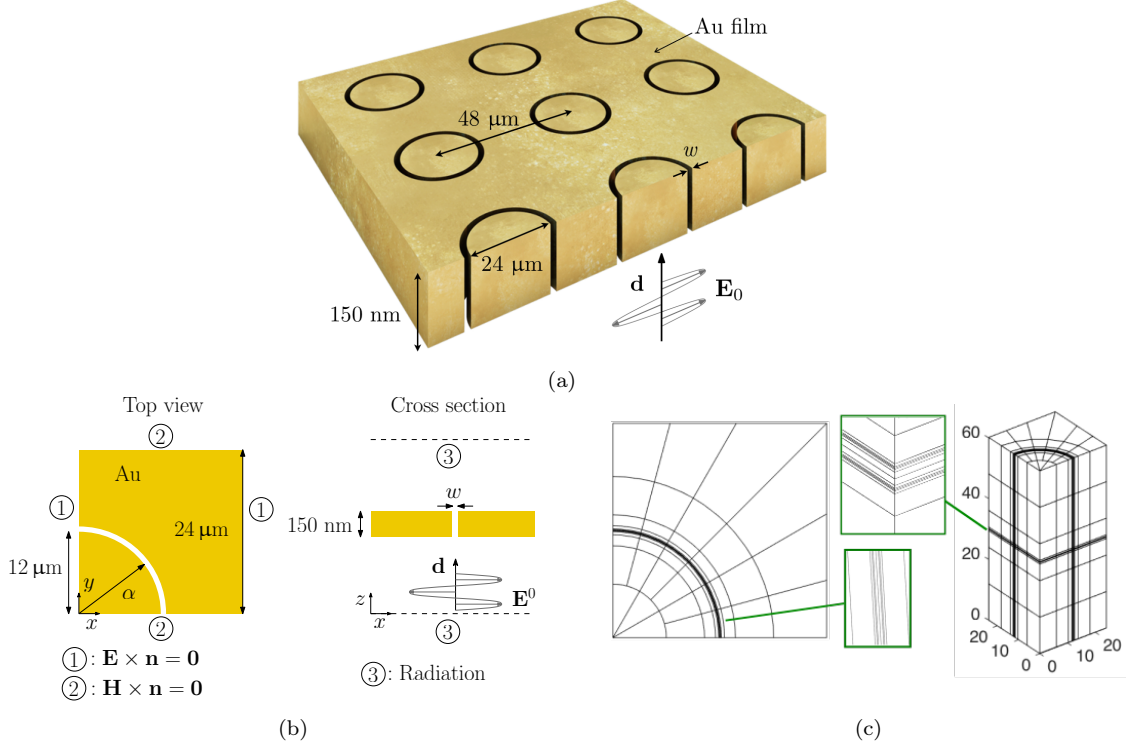 Au film
48 μm
w
24 μm
150 nm
d
E₀
(a)
Top view
②
Au
①
24 μm
①
12 μm
y
α
x
②
①: E × n = 0
②: H × n = 0
Cross section
③
w
150 nm
d
E⁰
z
x
③
③: Radiation
(b)
60
40
20
0
20
10
0
0
10
20
(c)